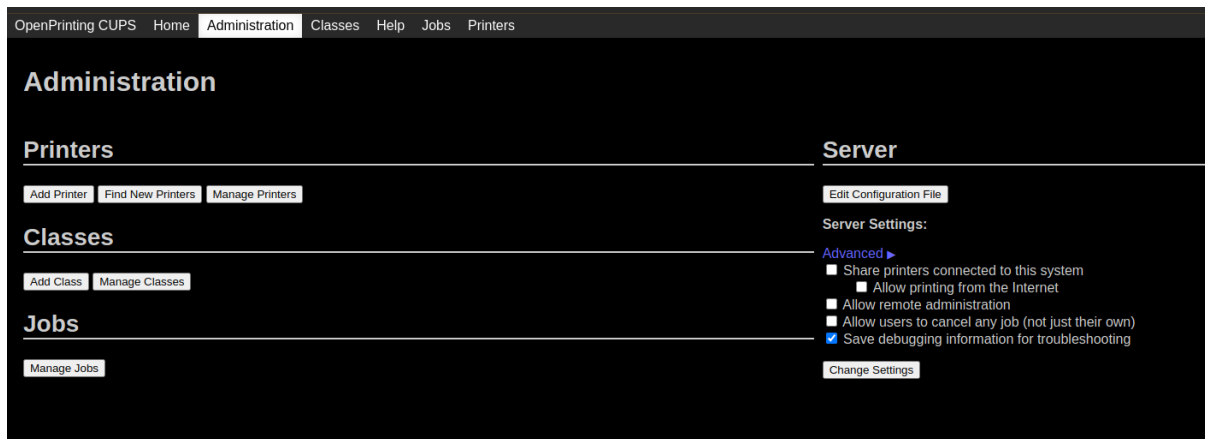 OpenPrinting CUPS Home Administration Classes Help Jobs Printers
Administration
Printers
Add Printer Find New Printers Manage Printers
Classes
Add Class Manage Classes
Jobs
Manage Jobs
Server
Edit Configuration File
Server Settings:
Advanced ▶
Share printers connected to this system
Allow printing from the Internet
Allow remote administration
Allow users to cancel any job (not just their own)
Save debugging information for troubleshooting
Change Settings